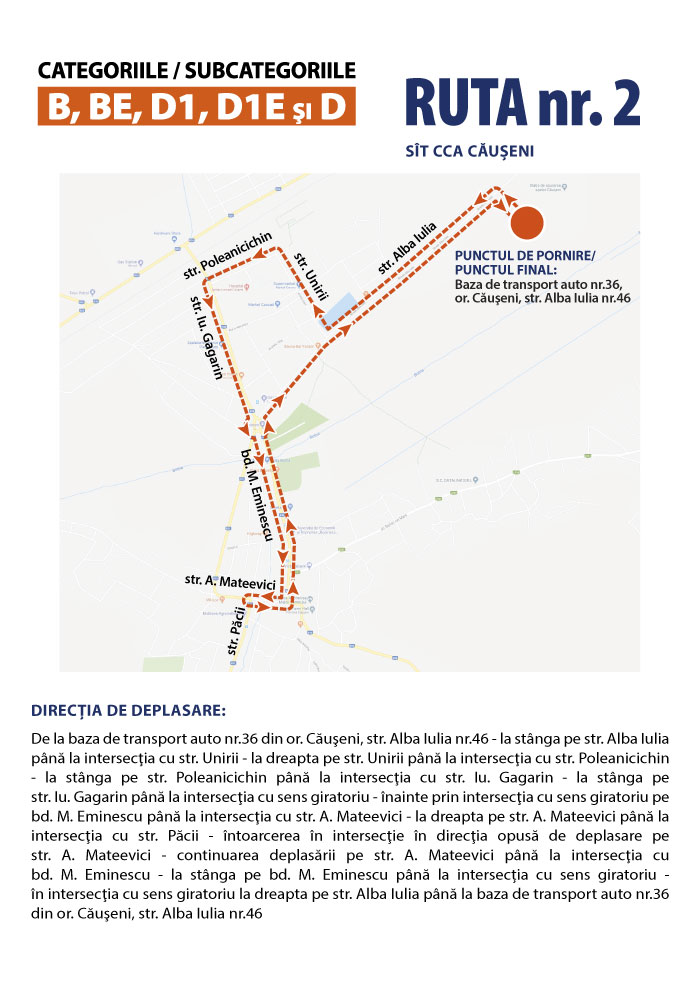 CATEGORIILE / SUBCATEGORIILE
B, BE, D1, D1E şi D
RUTA nr. 2
SÎT CCA CĂUŞENI
str. Poleanicichin
str. Unirii
str. Alba Iulia
PUNCTUL DE PORNIRE/
PUNCTUL FINAL:
Baza de transport auto nr.36,
or. Căuşeni, str. Alba Iulia nr.46
str. Iu. Gagarin
bd. M. Eminescu
str. A. Mateevici
str. Păcii
DIRECŢIA DE DEPLASARE:
De la baza de transport auto nr.36 din or. Căuşeni, str. Alba Iulia nr.46 - la stânga pe str. Alba Iulia
până la intersecţia cu str. Unirii - la dreapta pe str. Unirii până la intersecţia cu str. Poleanicichin
- la stânga pe str. Poleanicichin până la intersecţia cu str. Iu. Gagarin - la stânga pe
str. Iu. Gagarin până la intersecţia cu sens giratoriu - înainte prin intersecţia cu sens giratoriu pe
bd. M. Eminescu până la intersecţia cu str. A. Mateevici - la dreapta pe str. A. Mateevici până la
intersecţia cu str. Păcii - întoarcerea în intersecţie în direcţia opusă de deplasare pe
str. A. Mateevici - continuarea deplasării pe str. A. Mateevici până la intersecţia cu
bd. M. Eminescu - la stânga pe bd. M. Eminescu până la intersecţia cu sens giratoriu -
în intersecţia cu sens giratoriu la dreapta pe str. Alba Iulia până la baza de transport auto nr.36
din or. Căuşeni, str. Alba Iulia nr.46